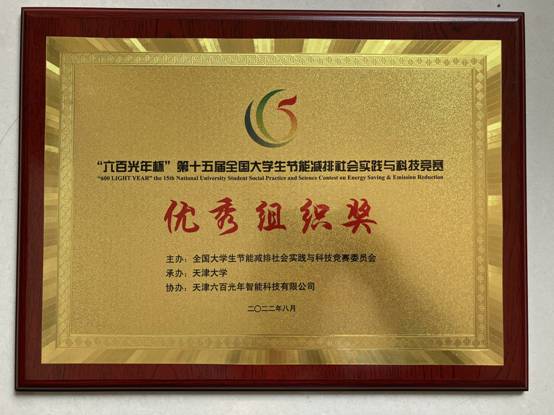 “六百光年杯”第十五届全国大学生节能减排社会实践与科技竞赛
"600 LIGHT YEAR" the 15th National University Student Social Practice and Science Contest on Energy Saving & Emission Reduction
优秀组织奖
主办：全国大学生节能减排社会实践与科技竞赛委员会
承办：天津大学
协办：天津六百光年智能科技有限公司
二〇二二年八月